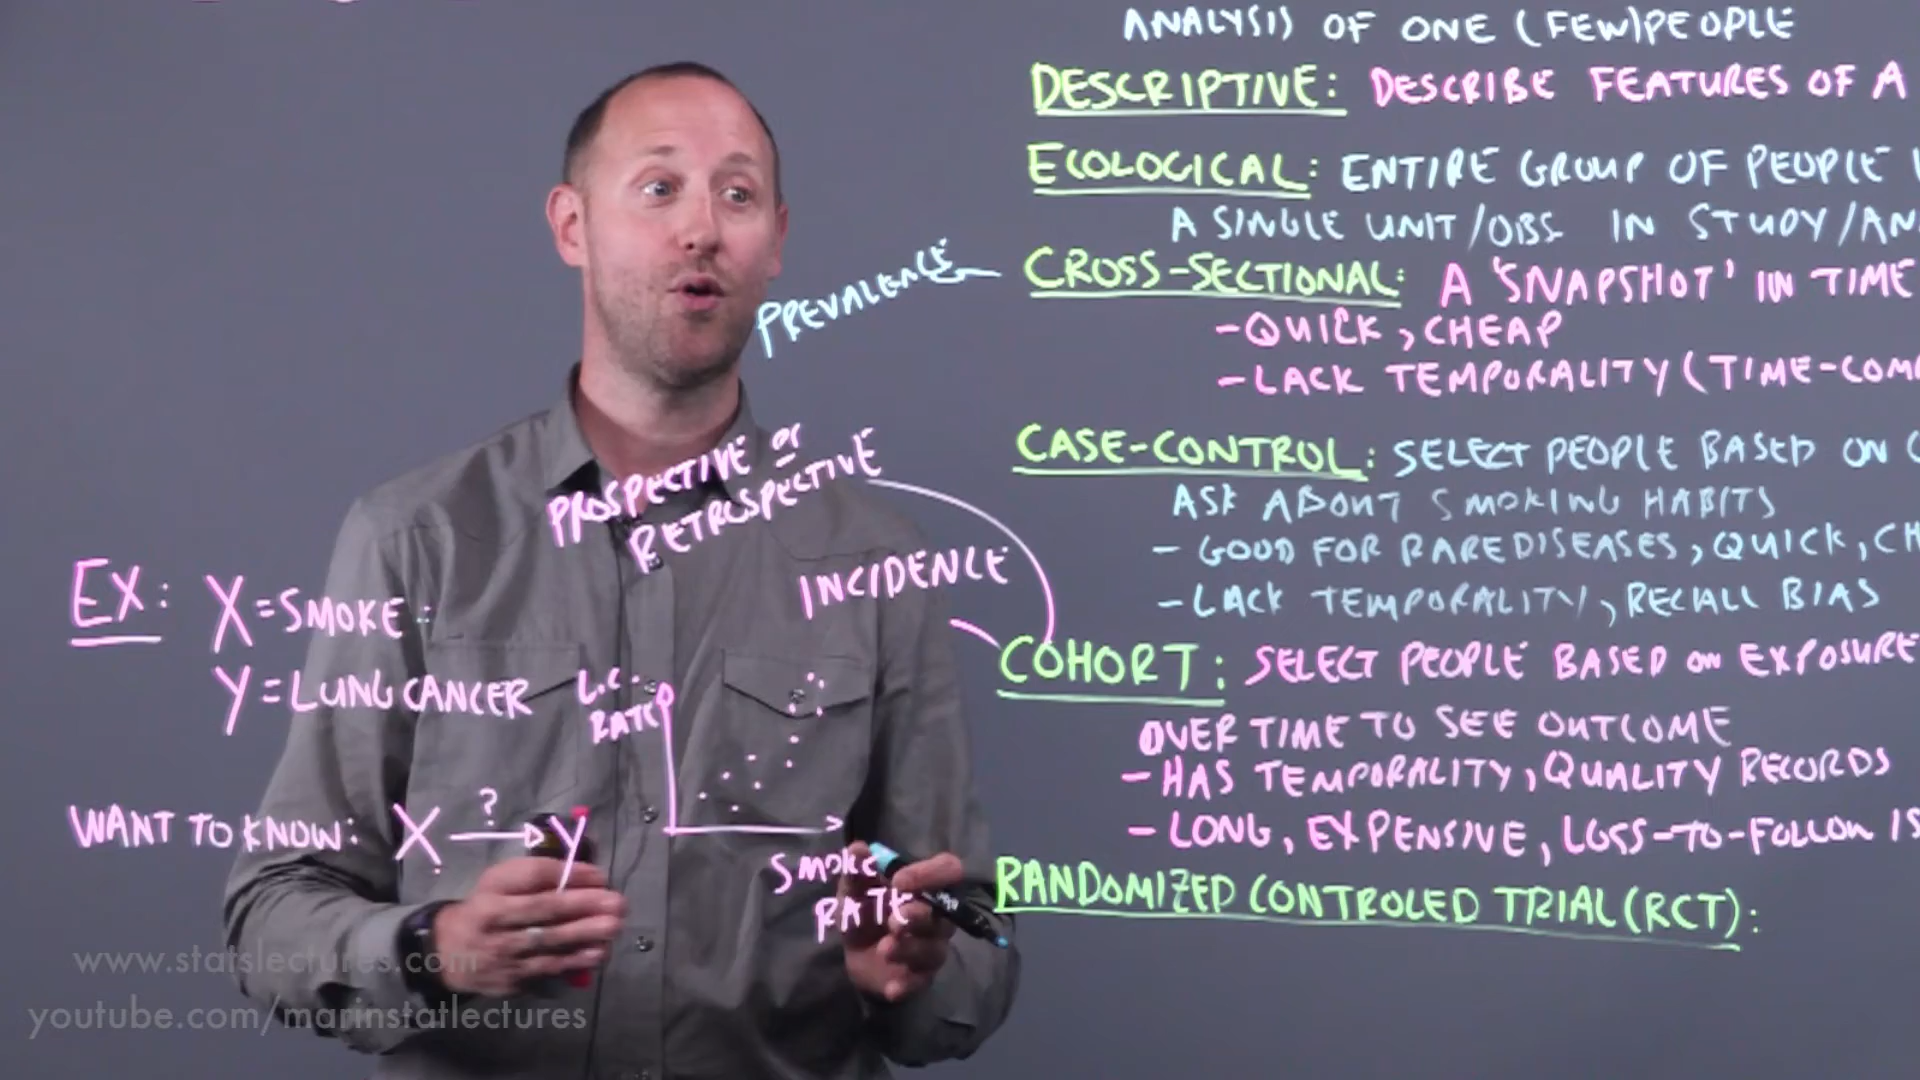 ANALYSIS OF ONE (FEW)PEOPLE
DESCRIPTIVE: DESCRIBE FEATURES OF A
ECOLOGICAL: ENTIRE GROUP OF PEOPLE
A SINGLE UNIT/OBS IN STUDY/AN
PREVALENCE
CROSS-SECTIONAL: A 'SNAPSHOT' IN TIME
- QUICK, CHEAP
- LACK TEMPORALITY (TIME-COM
CASE-CONTROL: SELECT PEOPLE BASED ON
ASK ABOUT SMOKING HABITS
- GOOD FOR RARE DISEASES, QUICK, CH
- LACK TEMPORALITY, RECALL BIAS
PROSPECTIVE or
RETROSPECTIVE
INCIDENCE
COHORT: SELECT PEOPLE BASED ON EXPOSURE
OVER TIME TO SEE OUTCOME
- HAS TEMPORALITY, QUALITY RECORDS
- LONG, EXPENSIVE, LOSS-TO-FOLLOW IS
RANDOMIZED CONTROLED TRIAL (RCT):
EX: X = SMOKE:
Y = LUNG CANCER
L.C.
RATE
SMOKE
RATE
WANT TO KNOW: X ? Y
www.statslectures.com
youtube.com/marinstatlectures